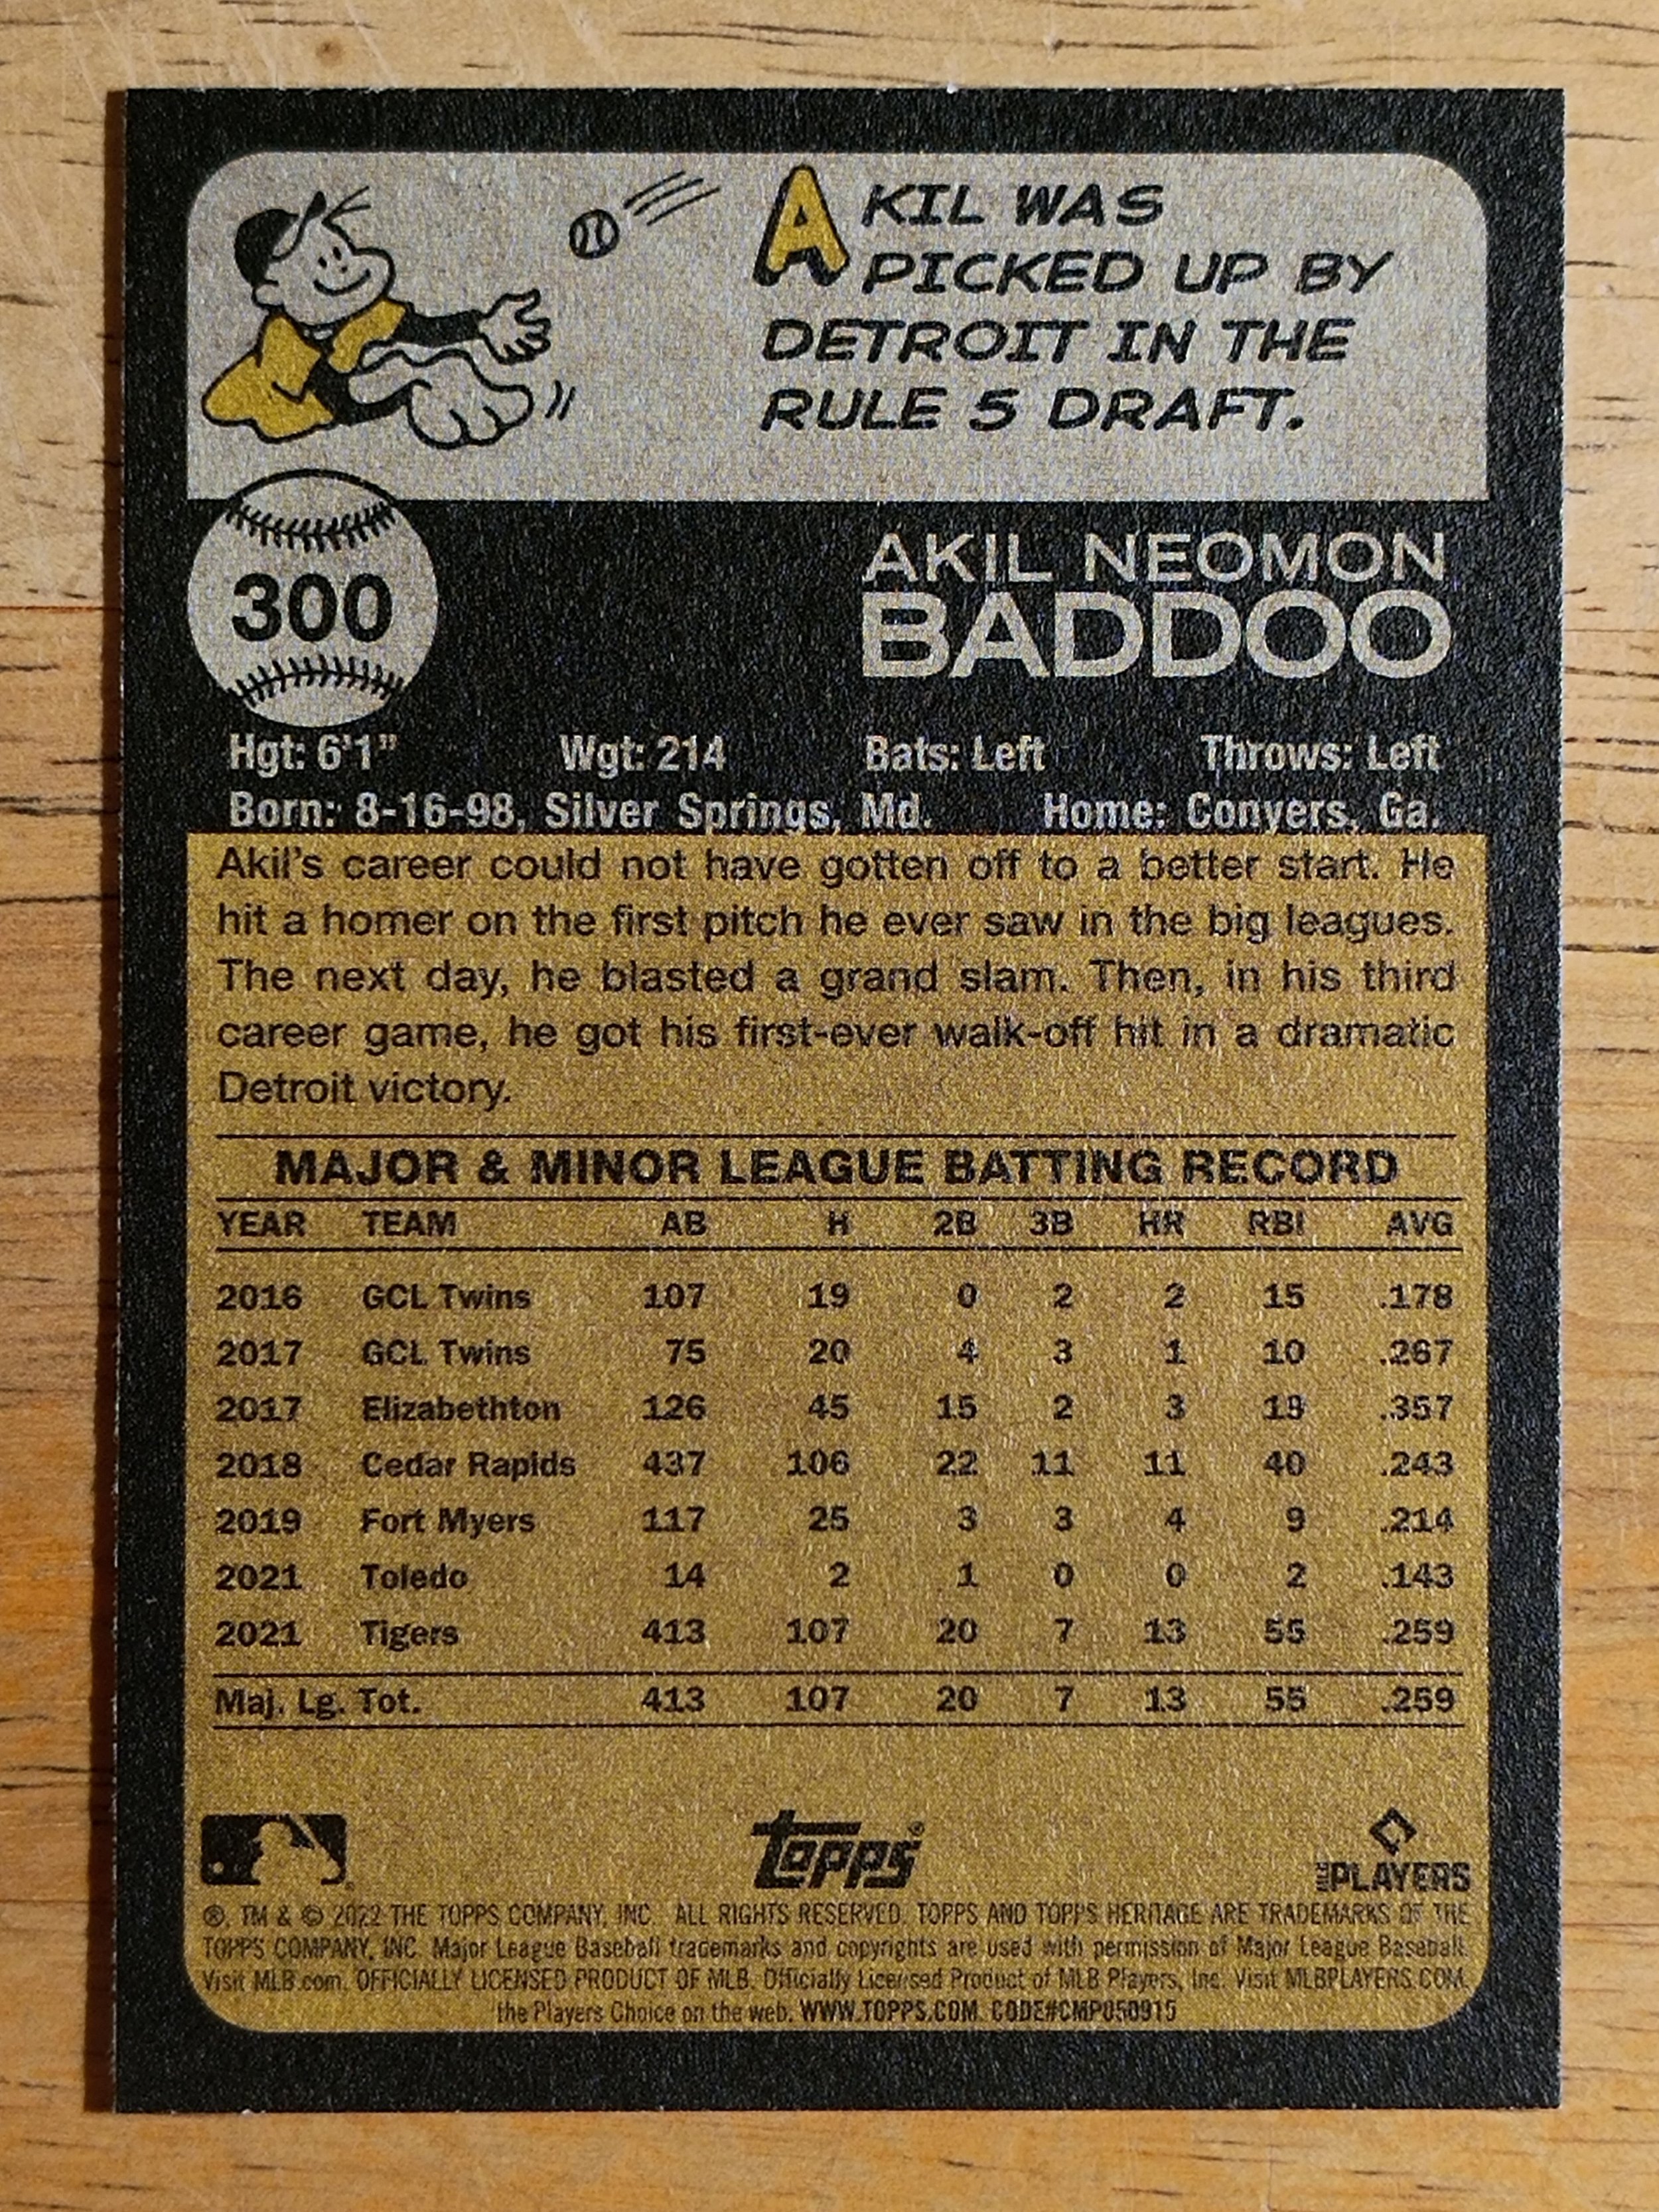 AKIL WAS
PICKED UP BY
DETROIT IN THE
RULE 5 DRAFT.
300
AKIL NEOMON
BADDOO
Hgt: 6'1" Wgt: 214 Bats: Left Throws: Left
Born: 8-16-98, Silver Springs, Md. Home: Conyers, Ga.
Akil's career could not have gotten off to a better start. He
hit a homer on the first pitch he ever saw in the big leagues.
The next day, he blasted a grand slam. Then, in his third
career game, he got his first-ever walk-off hit in a dramatic
Detroit victory.
MAJOR & MINOR LEAGUE BATTING RECORD
YEAR TEAM AB H 2B 3B HR RBI AVG
2016 GCL Twins 107 19 0 2 2 15 .178
2017 GCL Twins 75 20 4 3 1 10 .267
2017 Elizabethton 126 45 15 2 3 19 .357
2018 Cedar Rapids 437 106 22 11 11 40 .243
2019 Fort Myers 117 25 3 3 4 9 .214
2021 Toledo 14 2 1 0 0 2 .143
2021 Tigers 413 107 20 7 13 55 .259
Maj. Lg. Tot. 413 107 20 7 13 55 .259
topps®
MLB PLAYERS
®, TM & © 2022 THE TOPPS COMPANY, INC. ALL RIGHTS RESERVED. TOPPS AND TOPPS HERITAGE ARE TRADEMARKS OF THE
TOPPS COMPANY, INC. Major League Baseball trademarks and copyrights are used with permission of Major League Baseball.
Visit MLB.com. OFFICIALLY LICENSED PRODUCT OF MLB. Officially Licensed Product of MLB Players, Inc. Visit MLBPLAYERS.COM,
the Players Choice on the web. WWW.TOPPS.COM. CODE#CMP050915